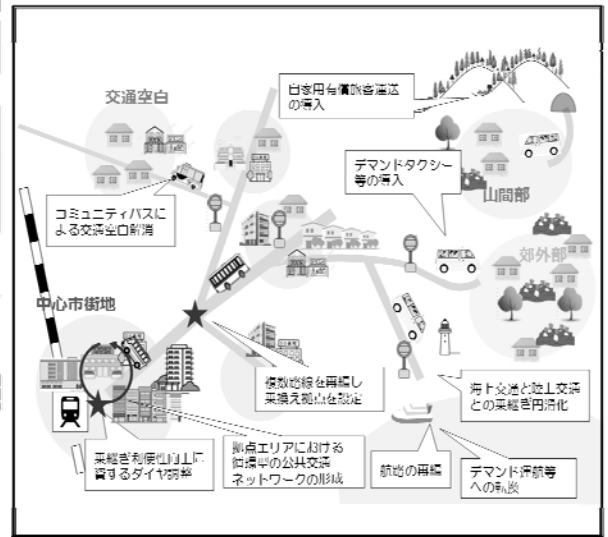 交通空白
自家用有償旅客運送
の導入
デマンドタクシー
等の導入
山間部
コミュニティバスに
よる交通空白解消
郊外部
中心市街地
複数路線を再編し
乗換え拠点を設定
海上交通と陸上交通
との乗継ぎ円滑化
乗継ぎ利便性向上に
資するダイヤ調整
拠点エリアにおける
循環型の公共交通
ネットワークの形成
航路の再編
デマンド運航等
への転換